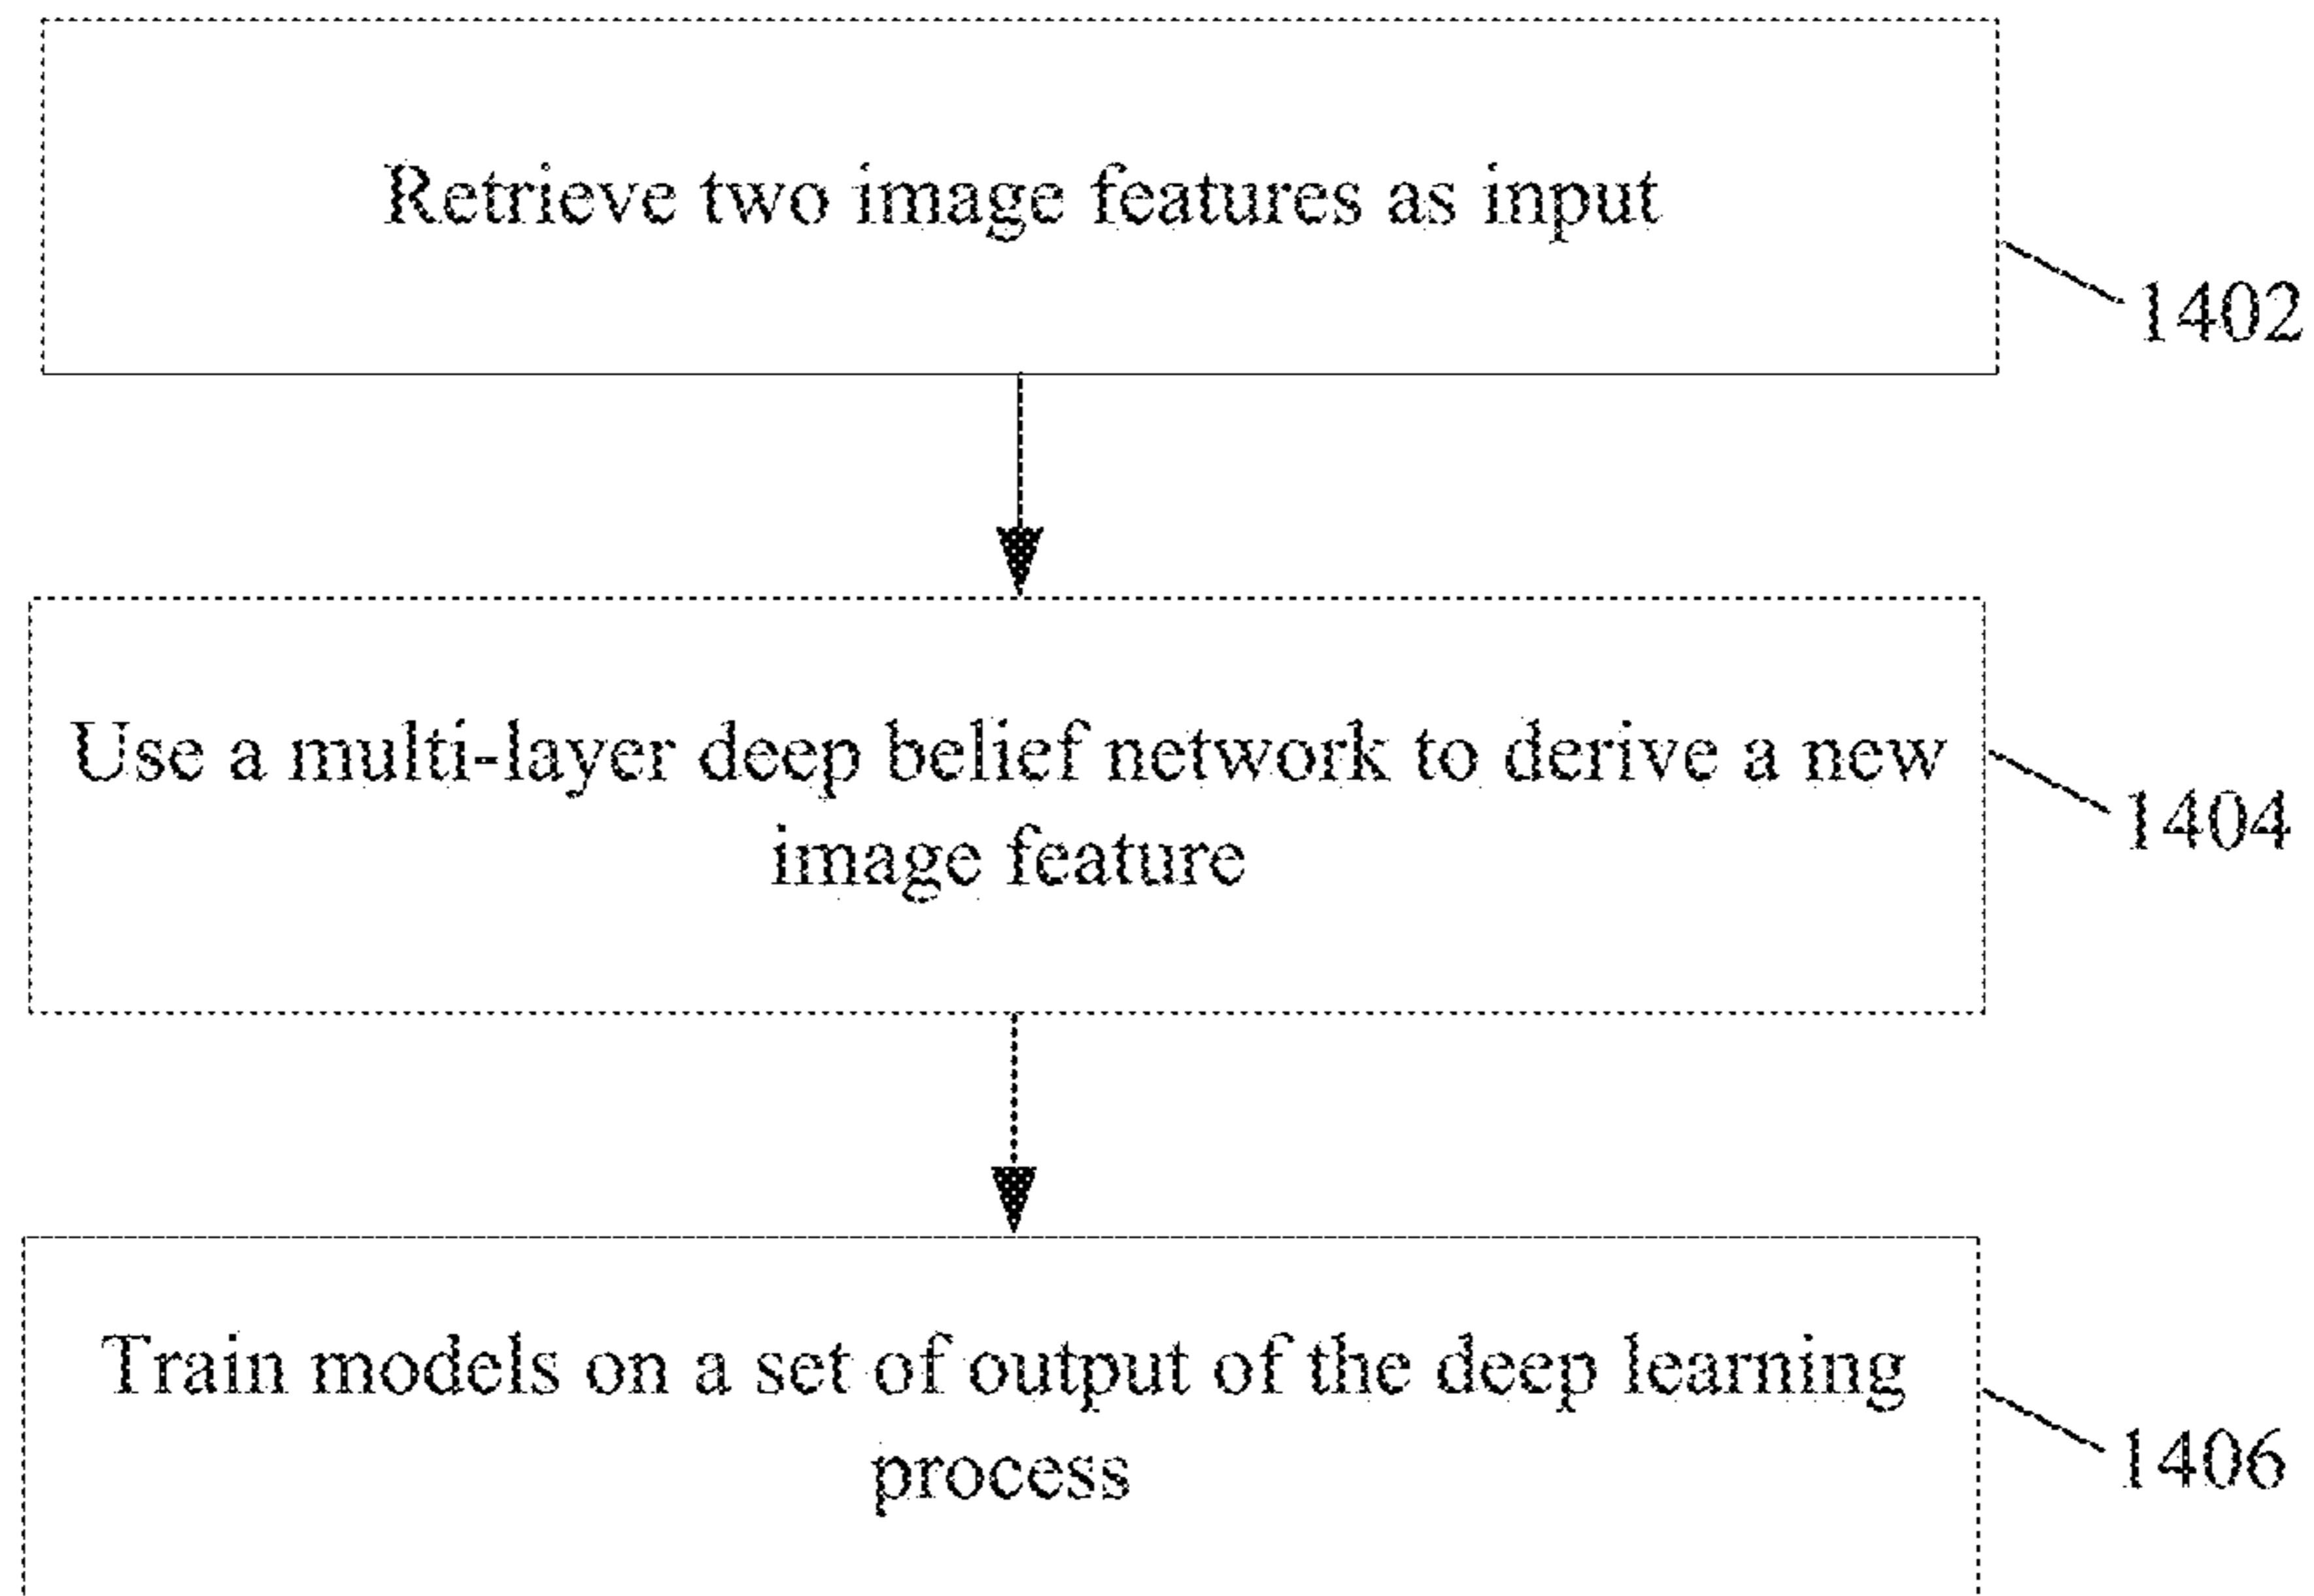 Retrieve two image features as input
1402
Use a multi-layer deep belief network to derive a new
image feature
1404
Train models on a set of output of the deep learning
process
1406